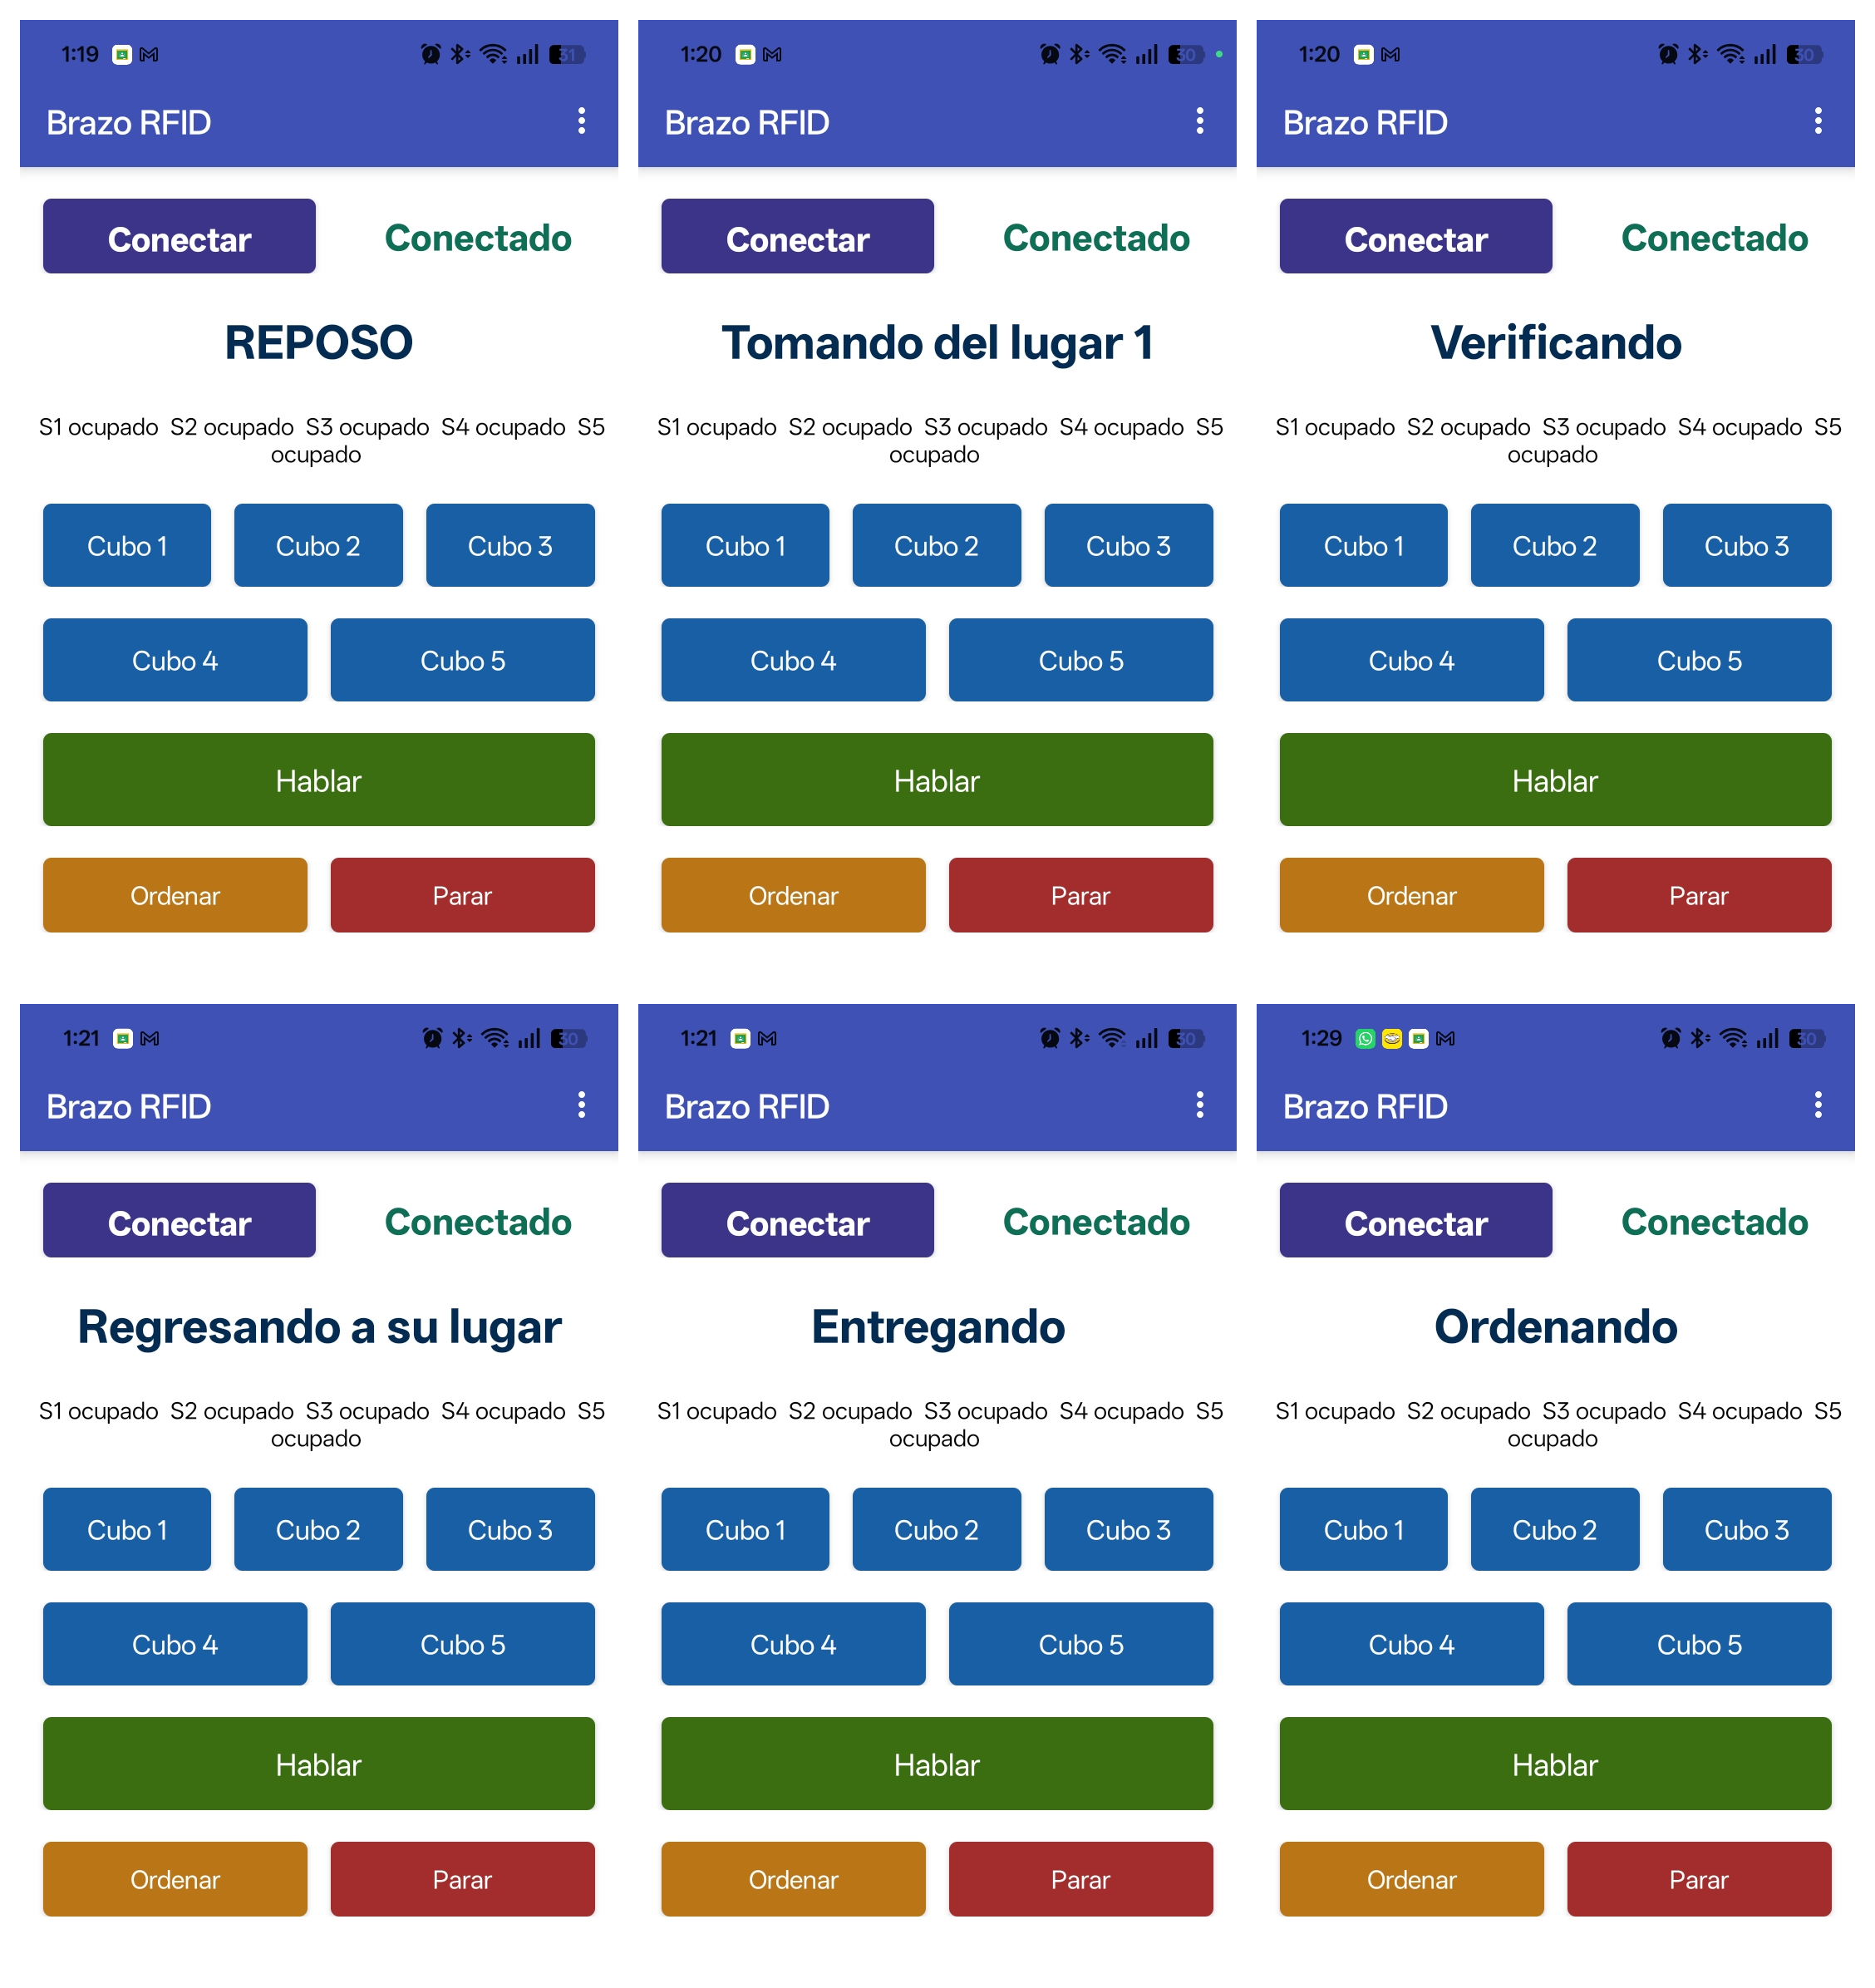 1:19 31
Brazo RFID
Conectar Conectado
REPOSO
S1 ocupado S2 ocupado S3 ocupado S4 ocupado S5
ocupado
Cubo 1 Cubo 2 Cubo 3
Cubo 4 Cubo 5
Hablar
Ordenar Parar
1:20 30
Brazo RFID
Conectar Conectado
Tomando del lugar 1
S1 ocupado S2 ocupado S3 ocupado S4 ocupado S5
ocupado
Cubo 1 Cubo 2 Cubo 3
Cubo 4 Cubo 5
Hablar
Ordenar Parar
1:20 30
Brazo RFID
Conectar Conectado
Verificando
S1 ocupado S2 ocupado S3 ocupado S4 ocupado S5
ocupado
Cubo 1 Cubo 2 Cubo 3
Cubo 4 Cubo 5
Hablar
Ordenar Parar
1:21 30
Brazo RFID
Conectar Conectado
Regresando a su lugar
S1 ocupado S2 ocupado S3 ocupado S4 ocupado S5
ocupado
Cubo 1 Cubo 2 Cubo 3
Cubo 4 Cubo 5
Hablar
Ordenar Parar
1:21 30
Brazo RFID
Conectar Conectado
Entregando
S1 ocupado S2 ocupado S3 ocupado S4 ocupado S5
ocupado
Cubo 1 Cubo 2 Cubo 3
Cubo 4 Cubo 5
Hablar
Ordenar Parar
1:29 30
Brazo RFID
Conectar Conectado
Ordenando
S1 ocupado S2 ocupado S3 ocupado S4 ocupado S5
ocupado
Cubo 1 Cubo 2 Cubo 3
Cubo 4 Cubo 5
Hablar
Ordenar Parar